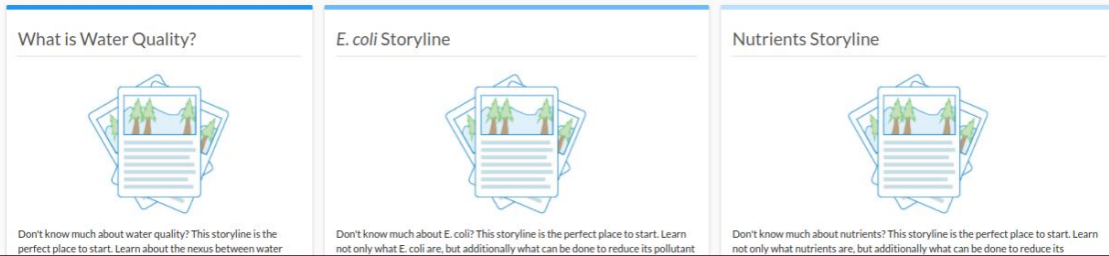 What is Water Quality?
Don't know much about water quality? This storyline is the
perfect place to start. Learn about the nexus between water
E. coli Storyline
Don't know much about E. coli? This storyline is the perfect place to start. Learn
not only what E. coli are, but additionally what can be done to reduce its pollutant
Nutrients Storyline
Don't know much about nutrients? This storyline is the perfect place to start. Learn
not only what nutrients are, but additionally what can be done to reduce its